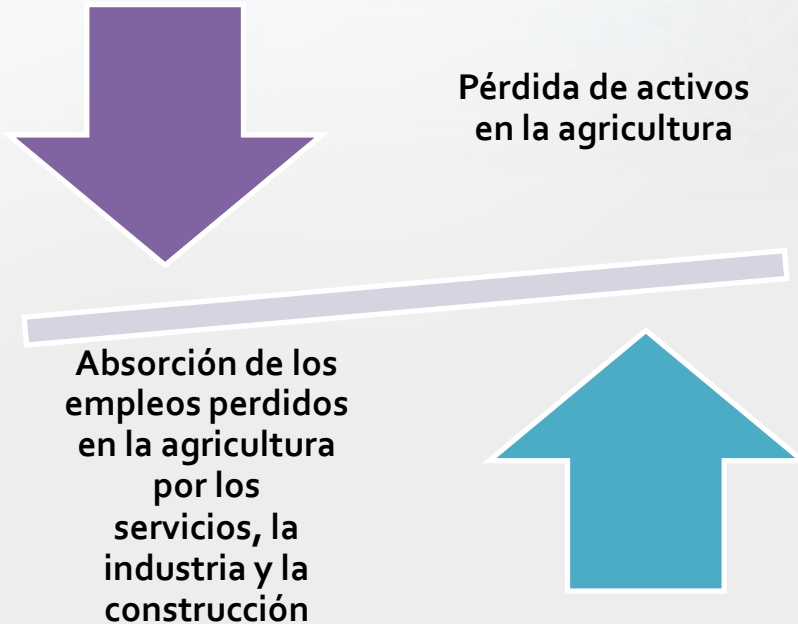 Pérdida de activos
en la agricultura
Absorción de los
empleos perdidos
en la agricultura
por los
servicios, la
industria y la
construcción